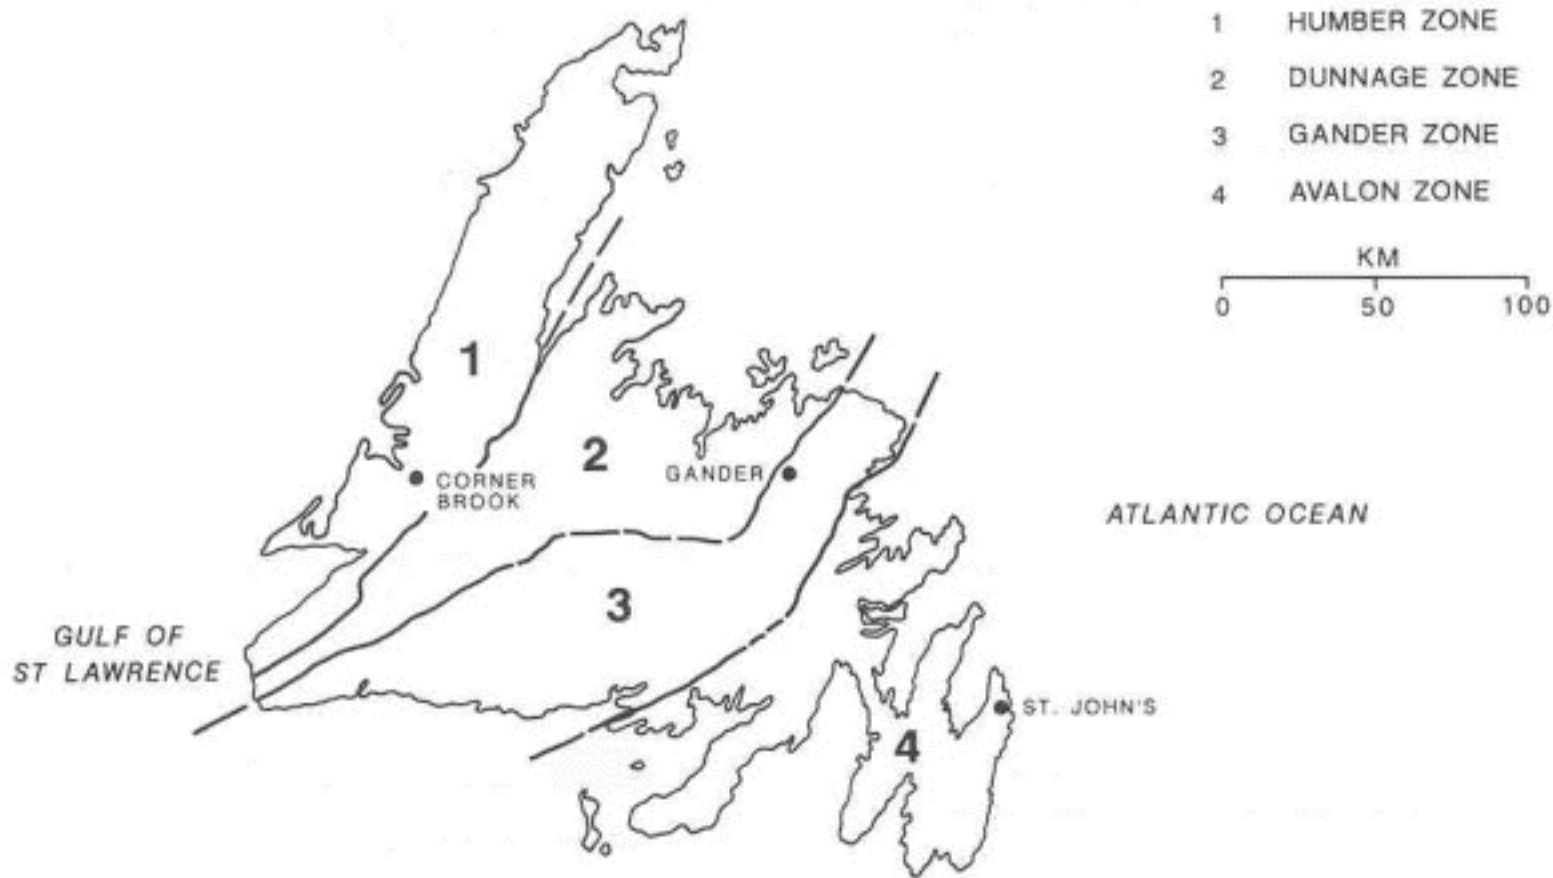 1 HUMBER ZONE
2 DUNNAGE ZONE
3 GANDER ZONE
4 AVALON ZONE
KM
0 50 100
1
2
GANDER
CORNER
BROOK
ATLANTIC OCEAN
3
GULF OF
ST LAWRENCE
ST. JOHN'S
4